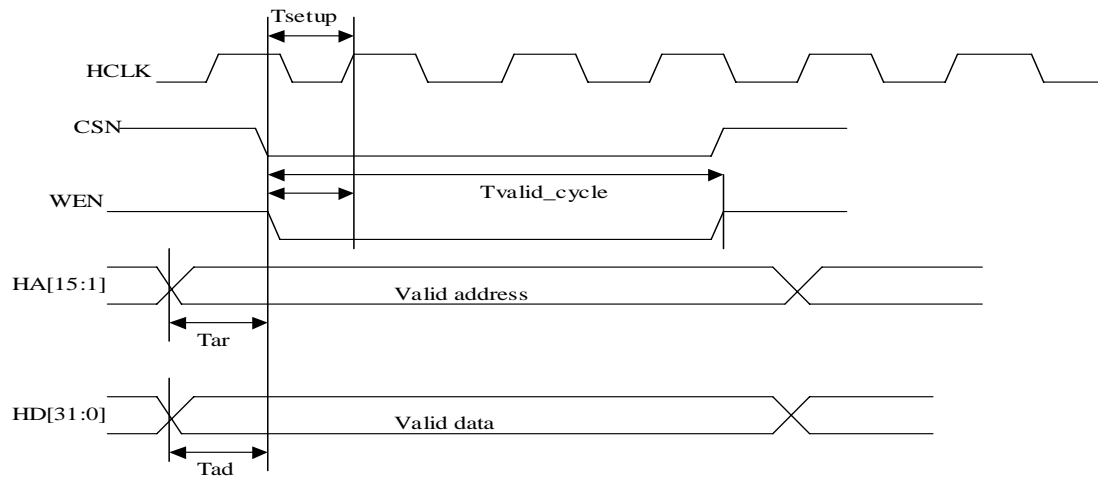 Tsetup
HCLK
CSN
Tvalid_cycle
WEN
HA[15:1]
Valid address
Tar
HD[31:0]
Valid data
Tad